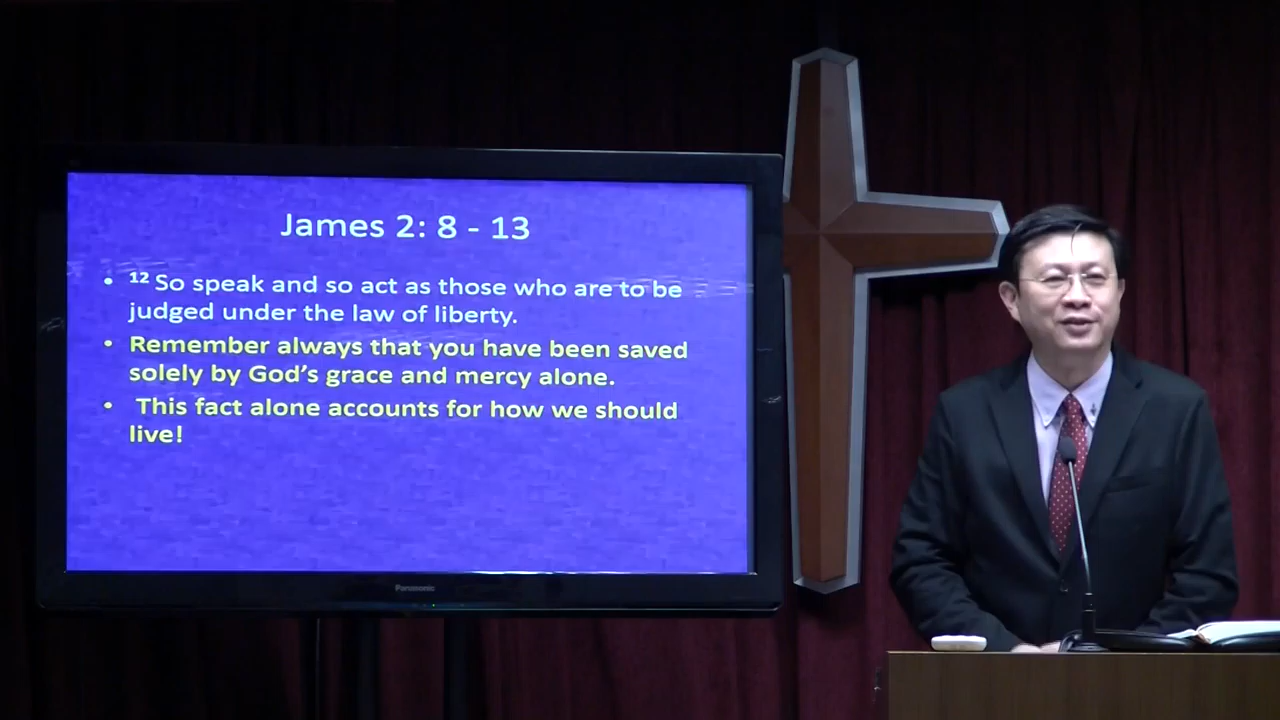 James 2: 8 - 13
• ¹² So speak and so act as those who are to be
judged under the law of liberty.
• Remember always that you have been saved
solely by God's grace and mercy alone.
• This fact alone accounts for how we should
live!
Panasonic